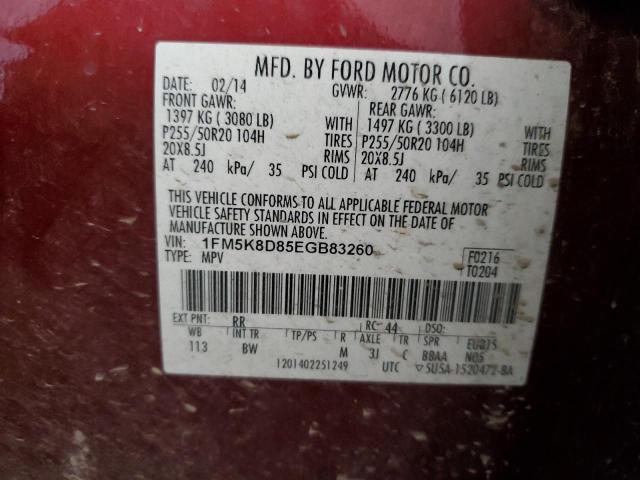 MFD. BY FORD MOTOR CO.
DATE: 02/14 GVWR: 2776 KG ( 6120 LB)
FRONT GAWR: REAR GAWR:
1397 KG ( 3080 LB) WITH 1497 KG ( 3300 LB) WITH
P255/50R20 104H TIRES P255/50R20 104H TIRES
20X8.5J RIMS 20X8.5J RIMS
AT 240 kPa/ 35 PSI COLD AT 240 kPa/ 35 PSI COLD
THIS VEHICLE CONFORMS TO ALL APPLICABLE FEDERAL MOTOR
VEHICLE SAFETY STANDARDS IN EFFECT ON THE DATE OF
MANUFACTURE SHOWN ABOVE.
VIN: 1FM5K8D85EGB83260 F0216
TYPE: MPV T0204
EXT PNT: RR RC: 44 DSO:
WB INT TR TP/PS R AXLE TR SPR EU815
113 BW M 3J C BBAA N05
1201402251249 UTC ▽5U5A-1520472-BA